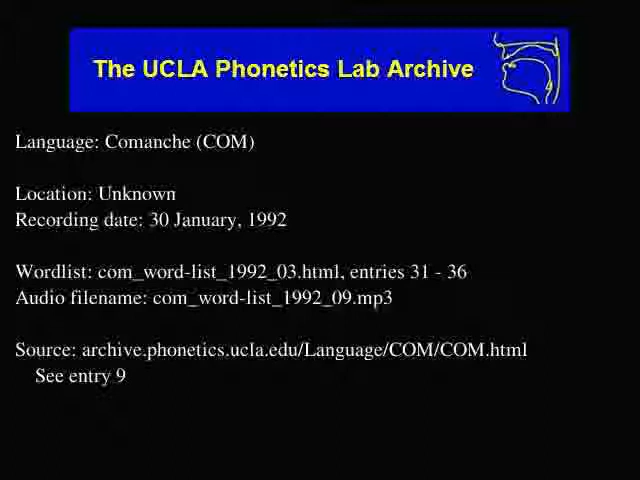 The UCLA Phonetics Lab Archive
Language: Comanche (COM)
Location: Unknown
Recording date: 30 January, 1992
Wordlist: com_word-list_1992_03.html, entries 31 - 36
Audio filename: com_word-list_1992_09.mp3
Source: archive.phonetics.ucla.edu/Language/COM/COM.html
See entry 9